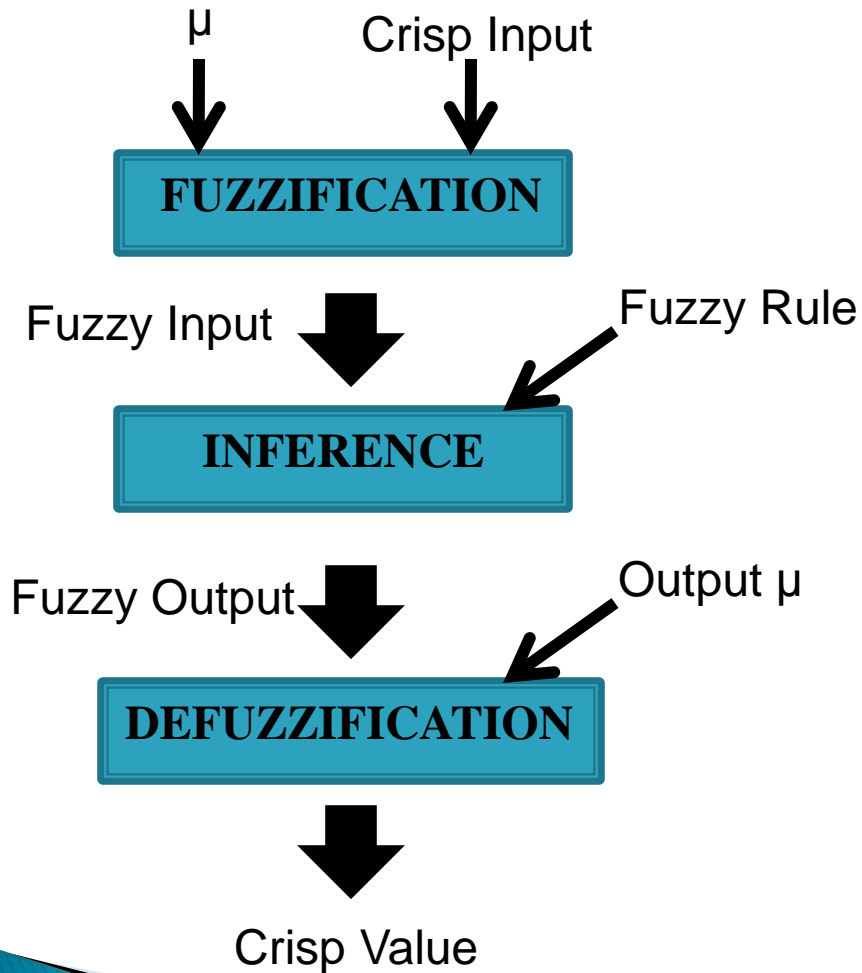 µ
Crisp Input
FUZZIFICATION
Fuzzy Input
Fuzzy Rule
INFERENCE
Fuzzy Output
Output µ
DEFUZZIFICATION
Crisp Value